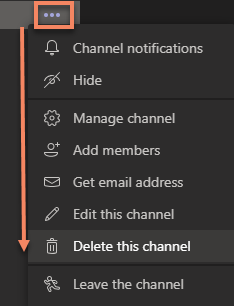 Channel notifications
Hide
Manage channel
Add members
Get email address
Edit this channel
Delete this channel
Leave the channel